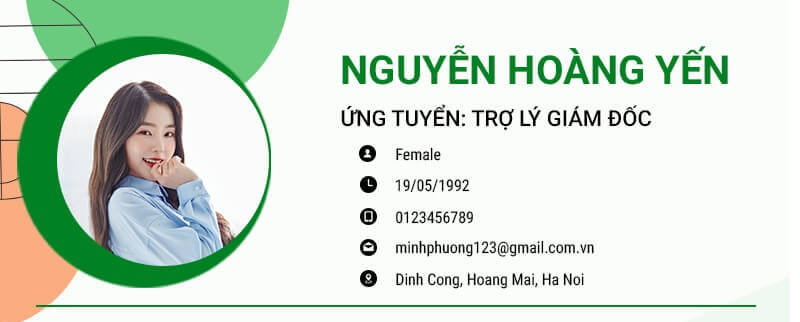 NGUYỄN HOÀNG YẾN
ỨNG TUYỂN: TRỢ LÝ GIÁM ĐỐC
Female
19/05/1992
0123456789
minhphuong123@gmail.com.vn
Dinh Cong, Hoang Mai, Ha Noi